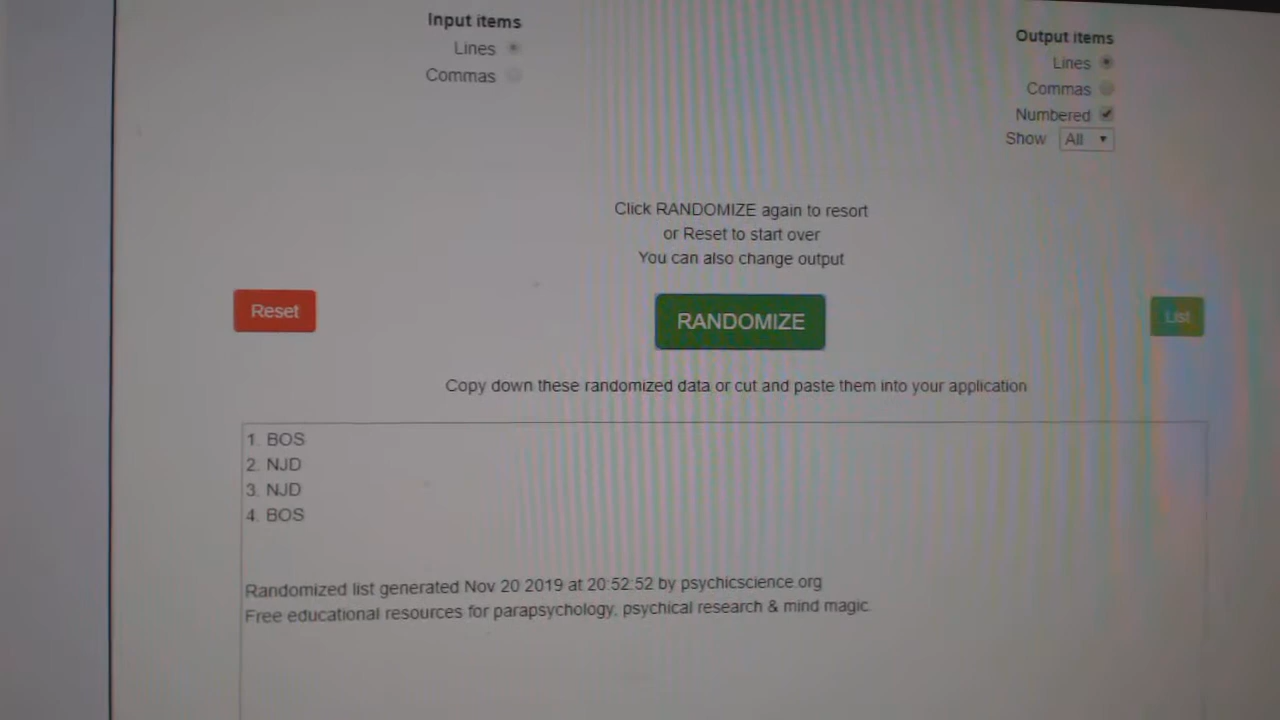 Input items
Lines
Commas
Output items
Lines
Commas
Numbered
Show All
Click RANDOMIZE again to resort
or Reset to start over
You can also change output
Reset
RANDOMIZE
List
Copy down these randomized data or cut and paste them into your application
1. BOS
2. NJD
3. NJD
4. BOS
Randomized list generated Nov 20 2019 at 20:52:52 by psychicscience.org
Free educational resources for parapsychology, psychical research & mind magic.